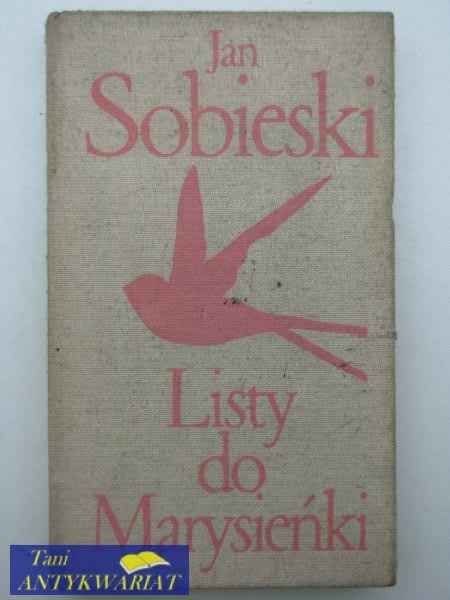 Jan
Sobieski
Listy
do
Marysieńki
Tani
ANTYKWARIAT